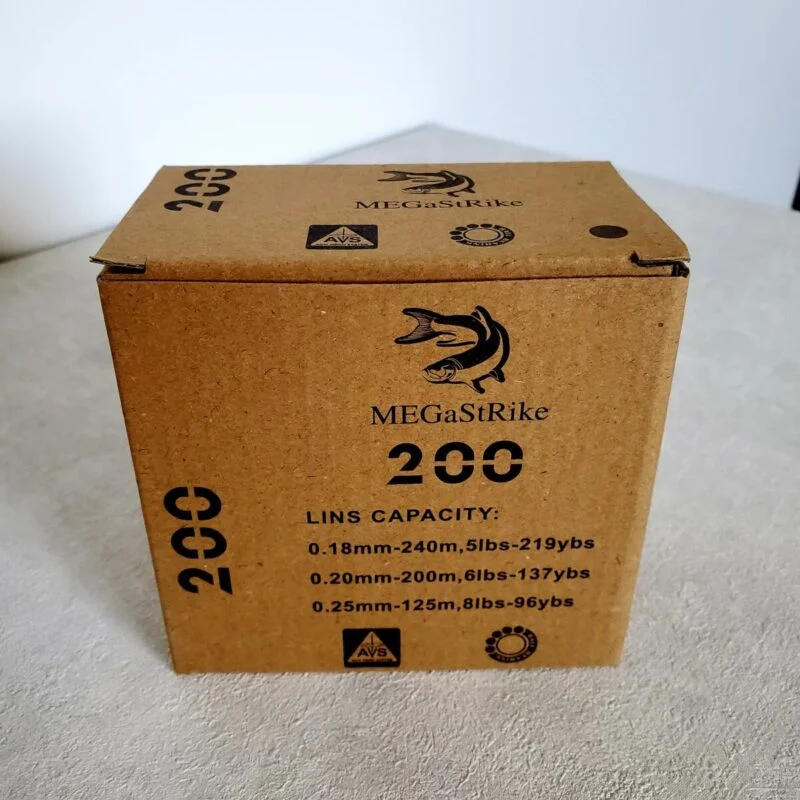 200
MEGaStRike
AVS
MEGaStRike
200
200
LINS CAPACITY:
0.18mm-240m,5lbs-219ybs
0.20mm-200m,6lbs-137ybs
0.25mm-125m,8lbs-96ybs
AVS